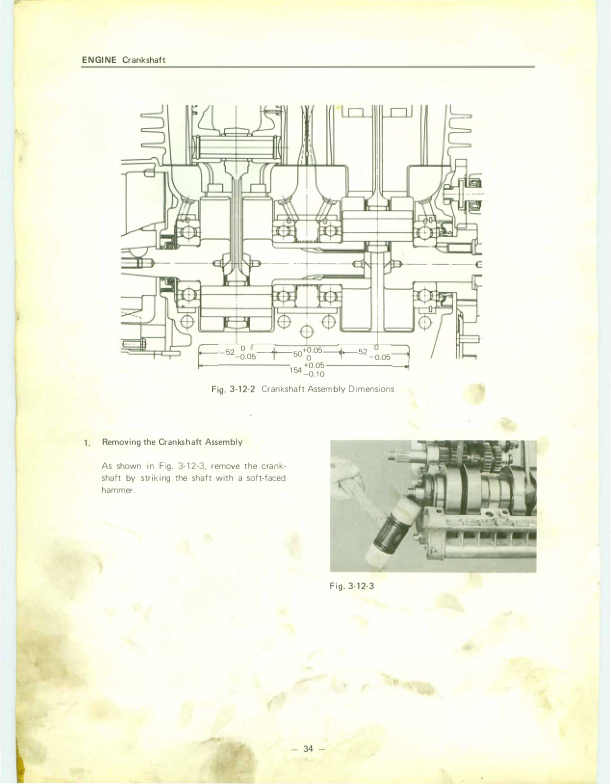 ENGINE Crankshaft
52 0 −0.05
50 +0.05 0
52 0 −0.05
154 +0.05 −0.10
Fig. 3-12-2 Crankshaft Assembly Dimensions
1. Removing the Crankshaft Assembly
As shown in Fig. 3-12-3, remove the crank-
shaft by striking the shaft with a soft-faced
hammer.
Fig. 3-12-3
— 34 —